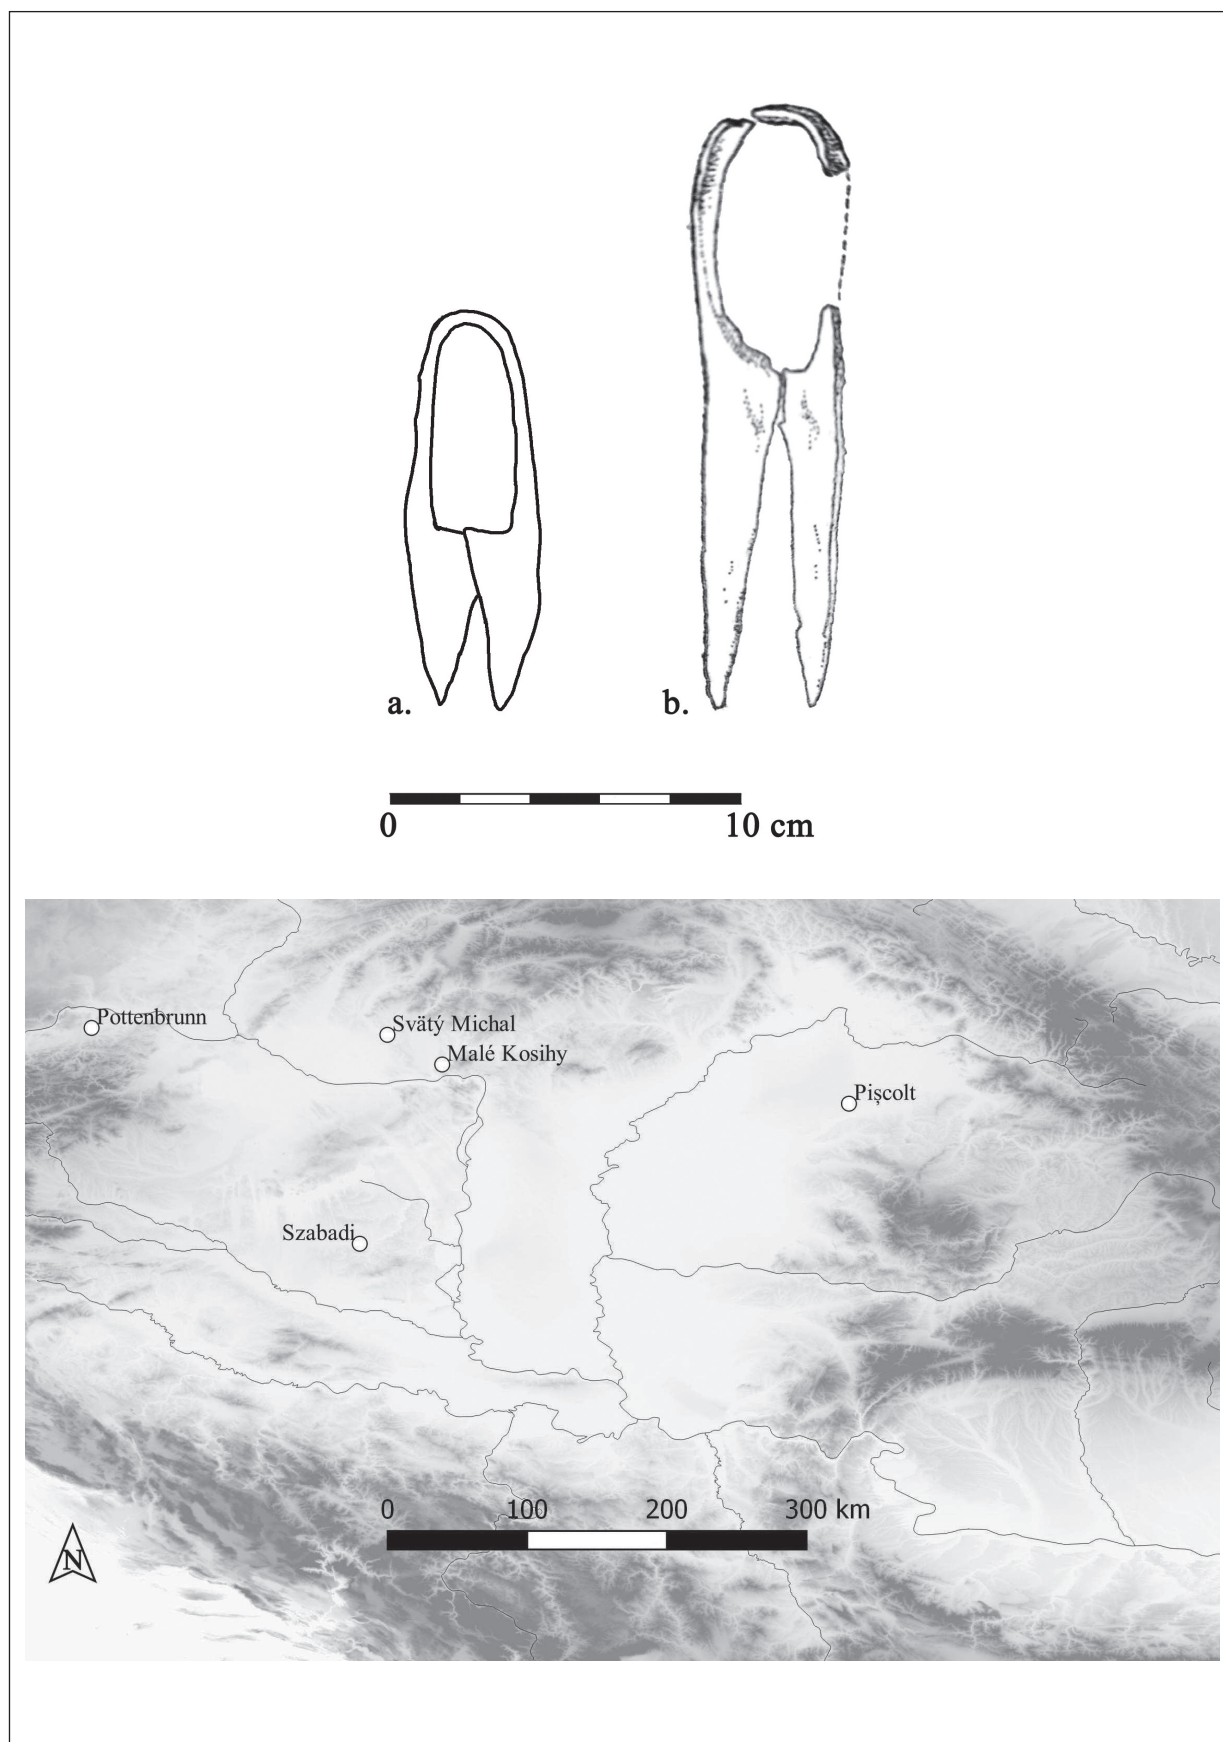 a.
b.
0 10 cm
Pottenbrunn
Svätý Michal
Malé Kosihy
Pișcolt
Szabadi
0 100 200 300 km
N